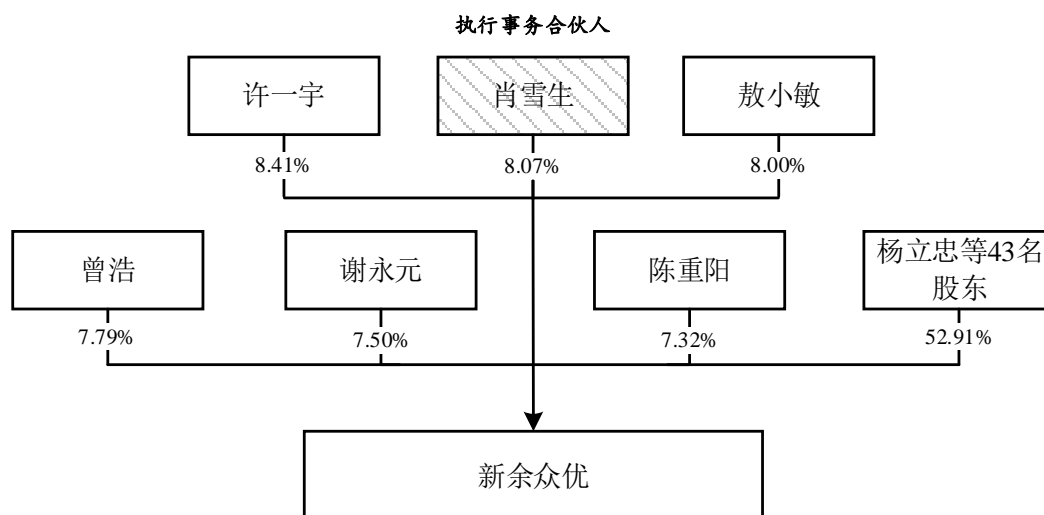 执行事务合伙人
许一宇
肖雪生
敖小敏
8.41%
8.07%
8.00%
曾浩
谢永元
陈重阳
杨立忠等43名
股东
7.79%
7.50%
7.32%
52.91%
新余众优